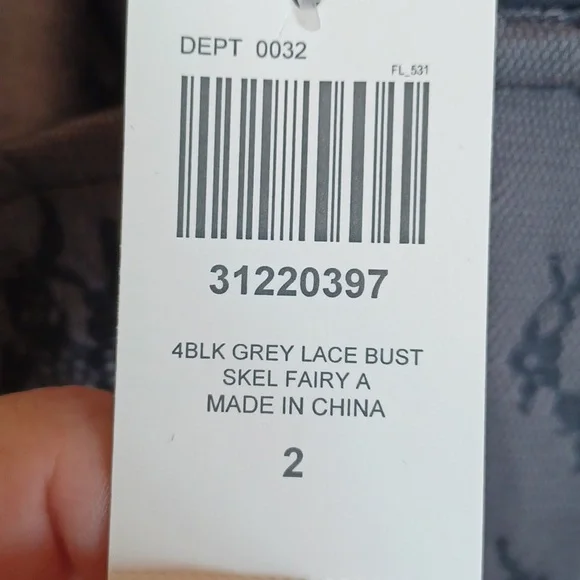 DEPT 0032
FL_531
31220397
4BLK GREY LACE BUST
SKEL FAIRY A
MADE IN CHINA
2